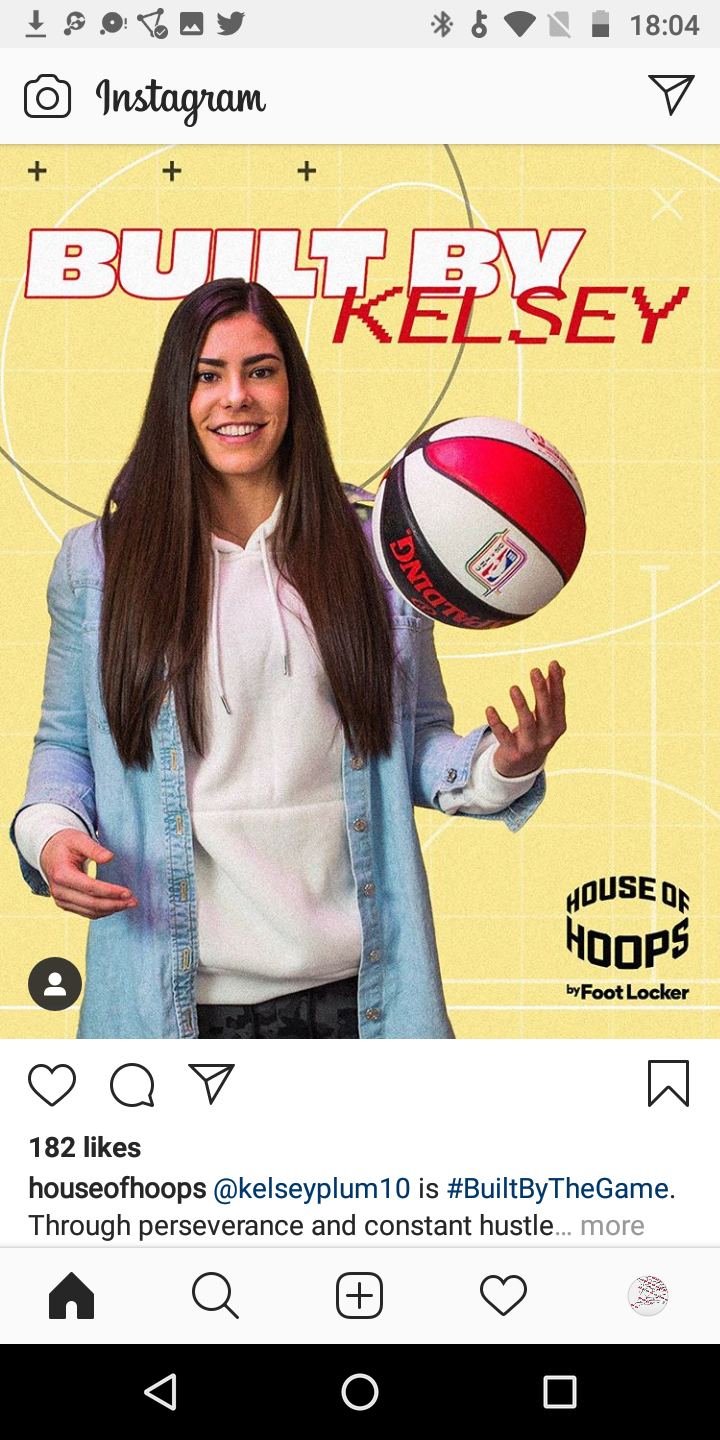 18:04
Instagram
BUILT BY
KELSEY
SPALDING
HOUSE OF
HOOPS
by Foot Locker
182 likes
houseofhoops @kelseyplum10 is #BuiltByTheGame.
Through perseverance and constant hustle... more